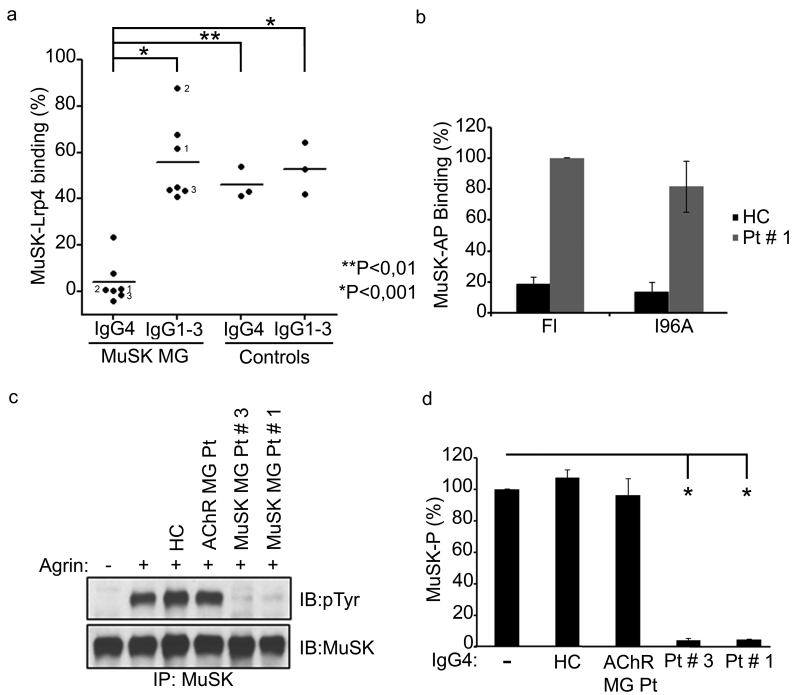 a
*
**
*
MuSK-Lrp4 binding (%)
100
80
60
40
20
0
2
1
3
2
1
3
**P<0,01
*P<0,001
IgG4 IgG1-3 IgG4 IgG1-3
MuSK MG Controls
b
MuSK-AP Binding (%)
120
100
80
60
40
20
0
HC
Pt # 1
FI I96A
c
HC
AChR MG Pt
MuSK MG Pt # 3
MuSK MG Pt # 1
Agrin: - + + + + +
IB:pTyr
IB:MuSK
IP: MuSK
d
MuSK-P (%)
120
100
80
60
40
20
0
* *
IgG4: - HC AChR Pt # 3 Pt # 1
MG Pt